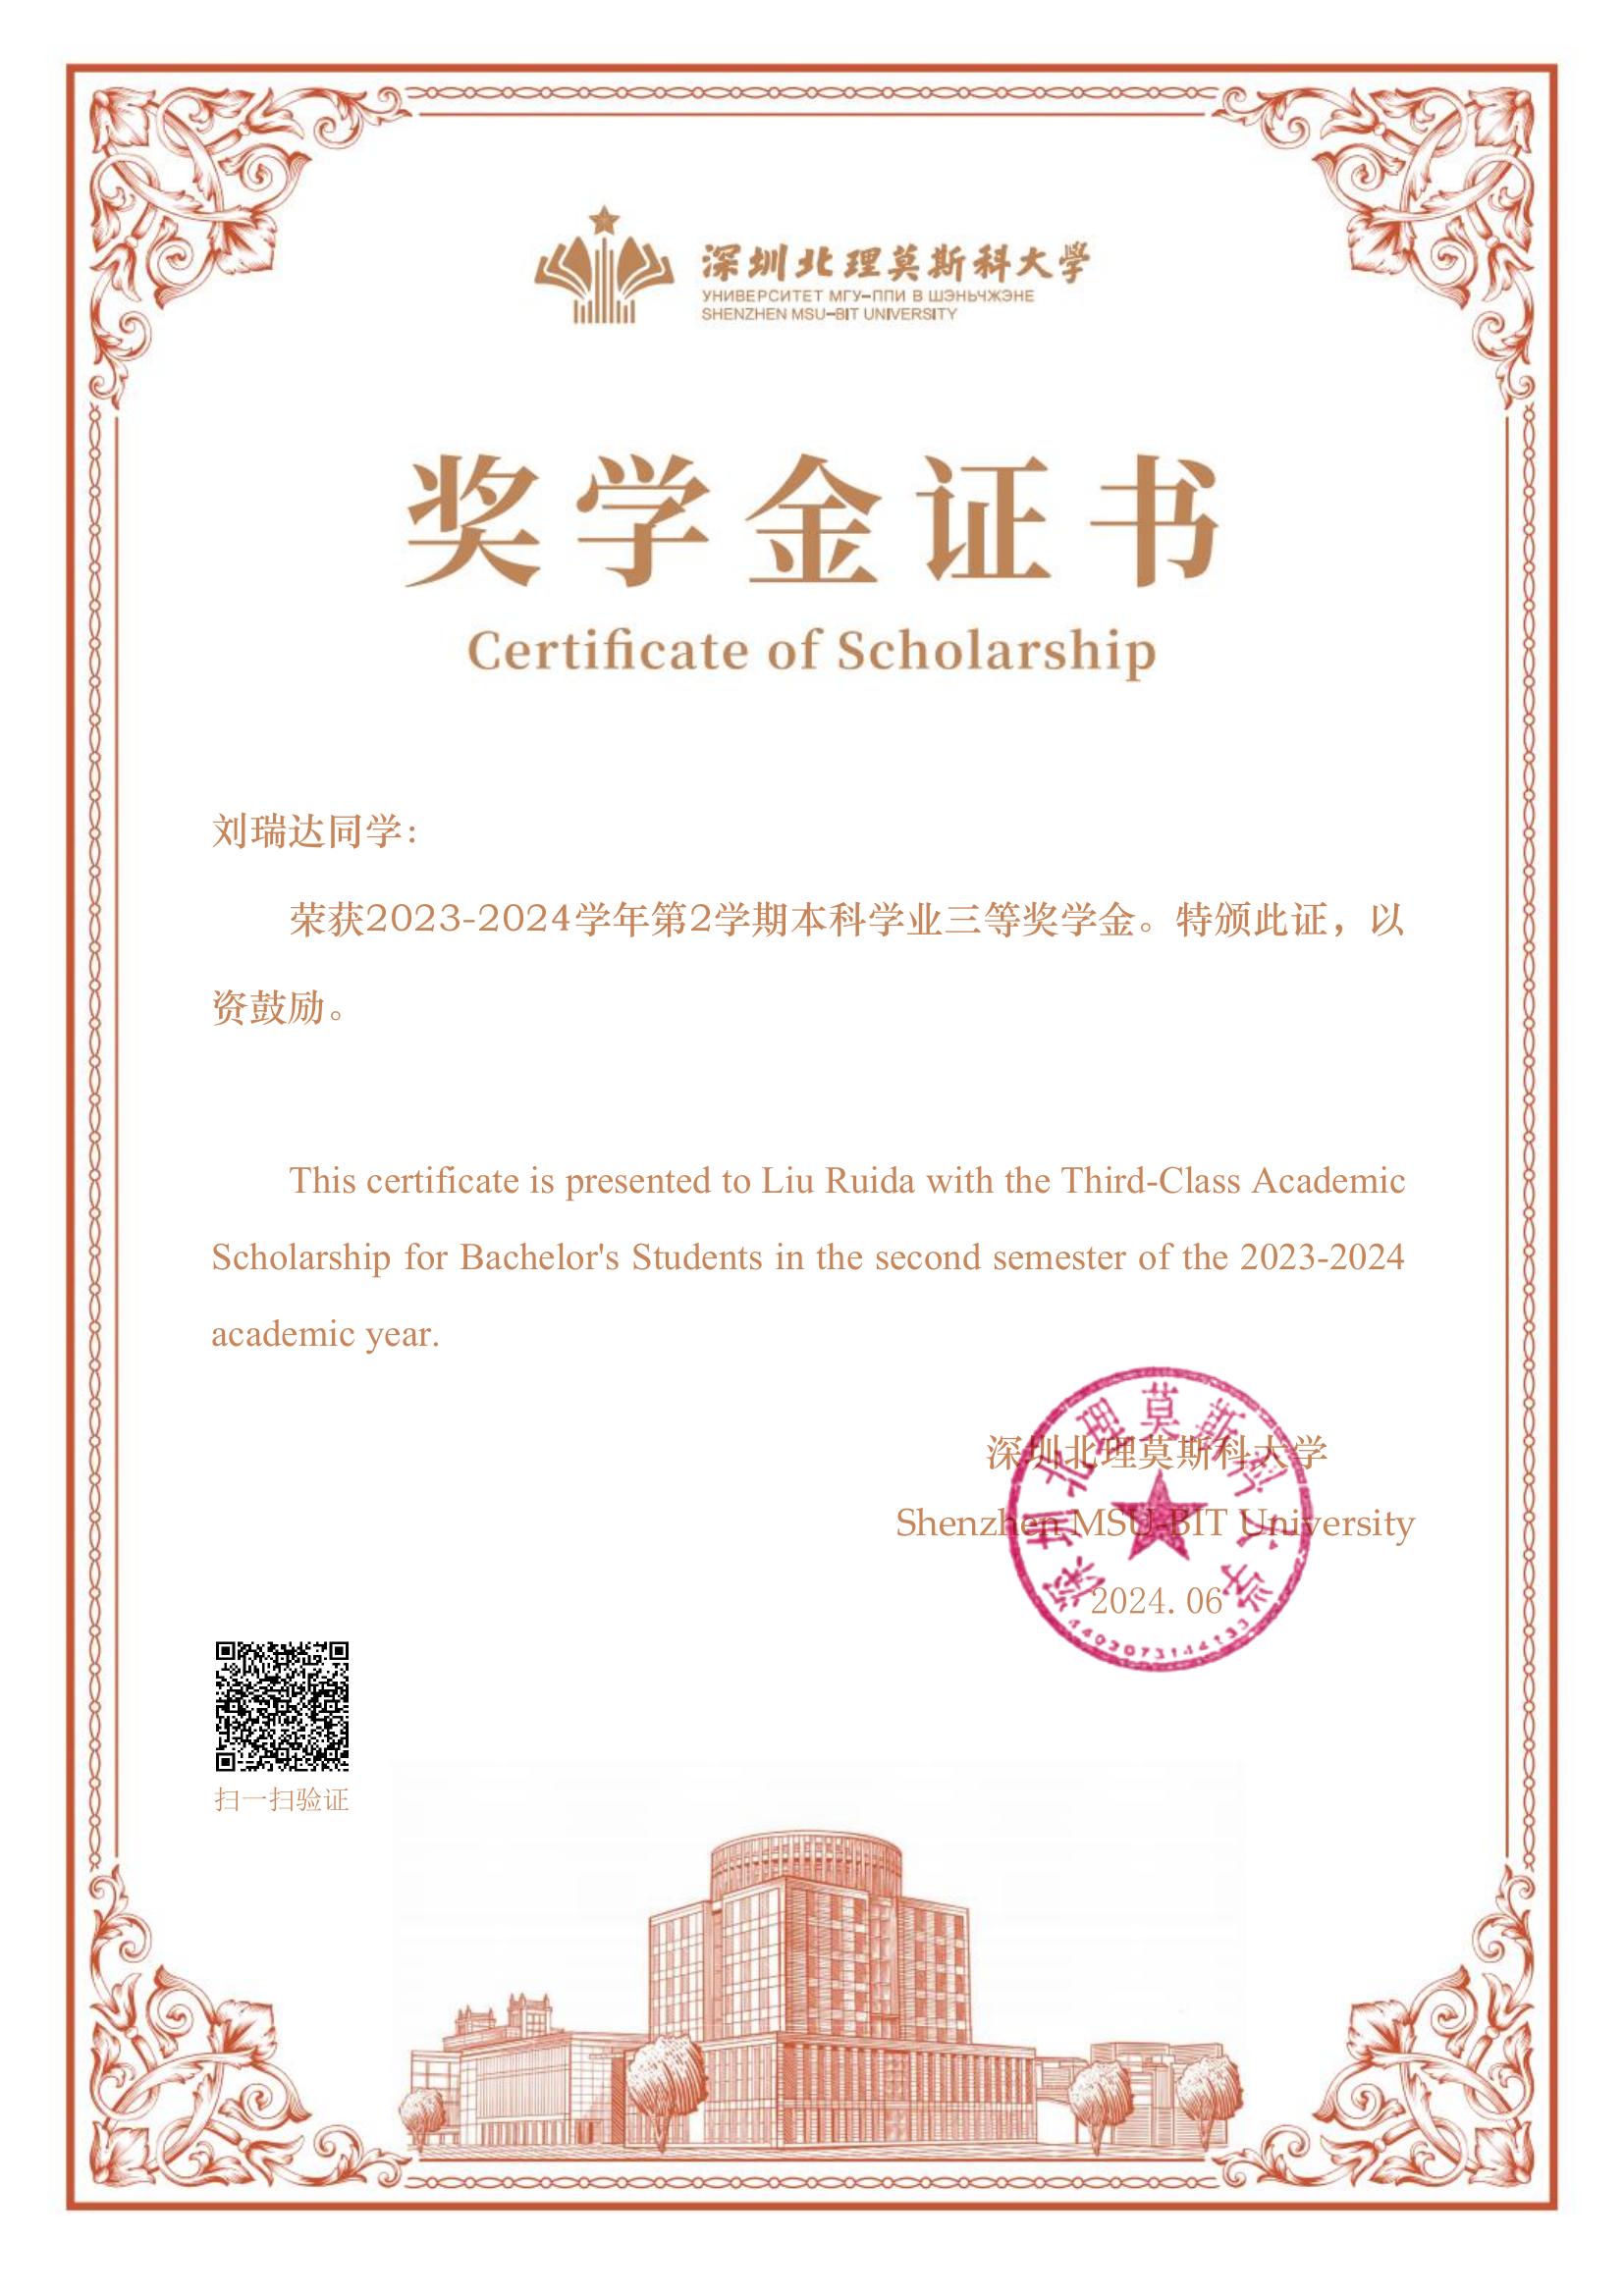 深圳北理莫斯科大学
УНИВЕРСИТЕТ МГУ-ППИ В ШЭНЬЧЖЭНЕ
SHENZHEN MSU-BIT UNIVERSITY
奖学金证书
Certificate of Scholarship
刘瑞达同学：
荣获2023-2024学年第2学期本科学业三等奖学金。特颁此证，以
资鼓励。
This certificate is presented to Liu Ruida with the Third-Class Academic
Scholarship for Bachelor's Students in the second semester of the 2023-2024
academic year.
深圳北理莫斯科大学
Shenzhen MSU-BIT University
2024.06
深圳北理莫斯科大学
扫一扫验证